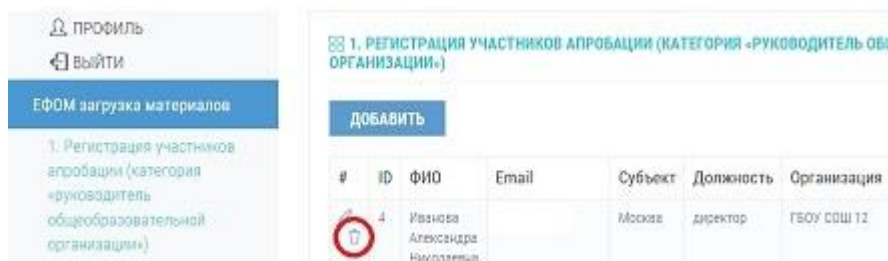 ПРОФИЛЬ
ВЫЙТИ
ЕФОМ загрузка материалов
1. Регистрация участников
апробации (категория
«руководитель
общеобразовательной
организации»)
1. РЕГИСТРАЦИЯ УЧАСТНИКОВ АПРОБАЦИИ (КАТЕГОРИЯ «РУКОВОДИТЕЛЬ ОБ
ОРГАНИЗАЦИИ»)
ДОБАВИТЬ
# ID ФИО Email Субъект Должность Организация
4 Иванова Москва директор ГБОУ СОШ 12
Александра
Николаевна